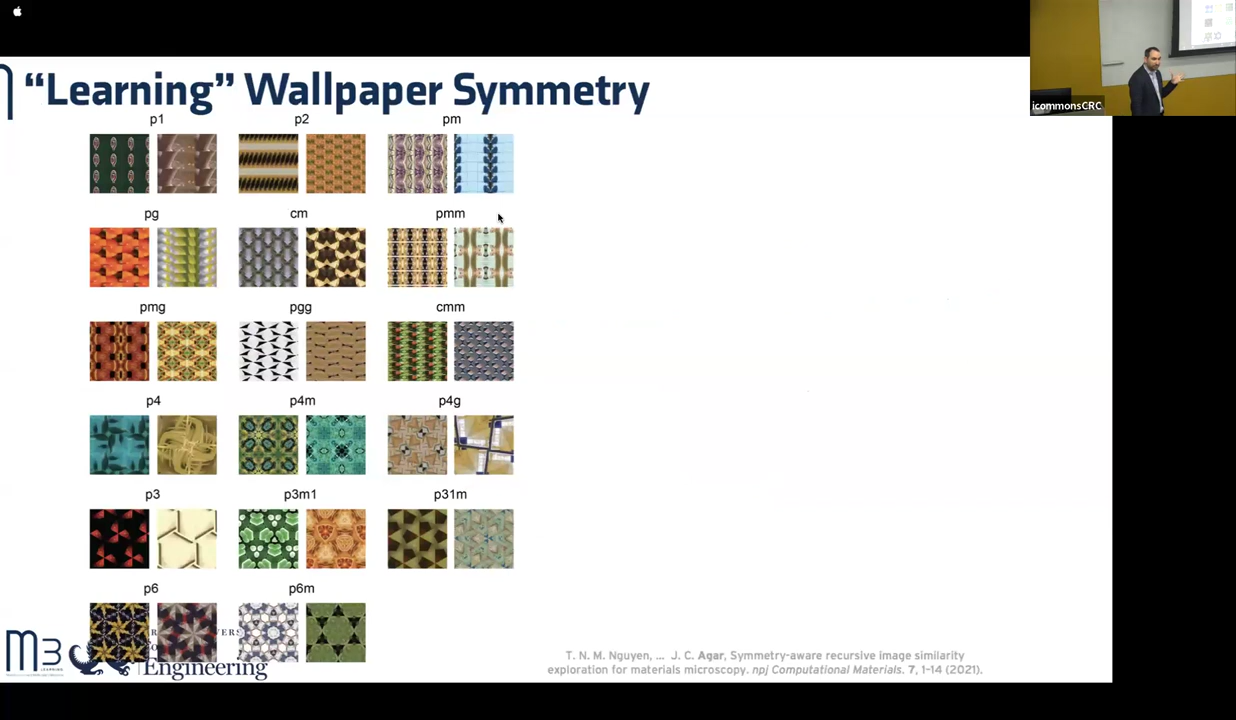 "Learning" Wallpaper Symmetry
icommonsCRC
p1 p2 pm
pg cm pmm
pmg pgg cmm
p4 p4m p4g
p3 p3m1 p31m
p6 p6m
M3
LEARNING
Engineering
T. N. M. Nguyen, ... J. C. Agar, Symmetry-aware recursive image similarity
exploration for materials microscopy. npj Computational Materials. 7, 1-14 (2021).